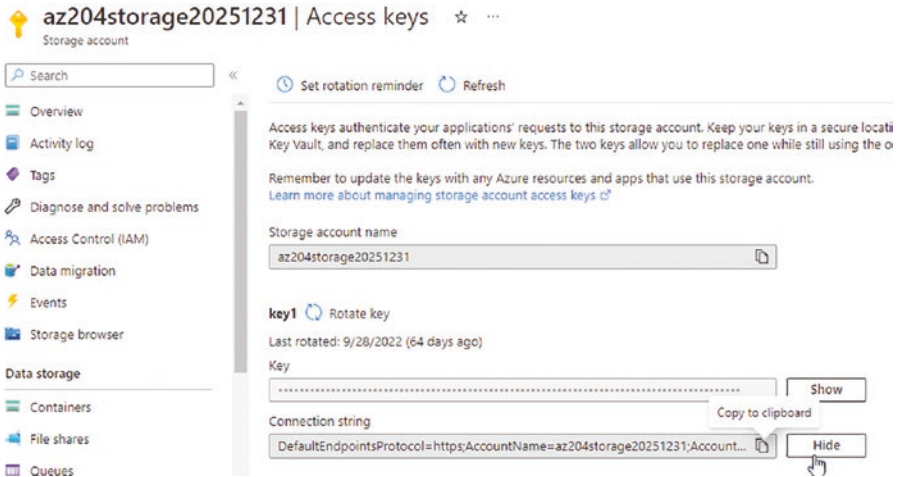 az204storage20251231 | Access keys
Storage account
Search
Overview
Activity log
Tags
Diagnose and solve problems
Access Control (IAM)
Data migration
Events
Storage browser
Data storage
Containers
File shares
Queues
Set rotation reminder Refresh
Access keys authenticate your applications' requests to this storage account. Keep your keys in a secure locati
Key Vault, and replace them often with new keys. The two keys allow you to replace one while still using the o
Remember to update the keys with any Azure resources and apps that use this storage account.
Learn more about managing storage account access keys
Storage account name
az204storage20251231
key1 Rotate key
Last rotated: 9/28/2022 (64 days ago)
Key
Show
Connection string
Copy to clipboard
DefaultEndpointsProtocol=https;AccountName=az204storage20251231;Account...
Hide